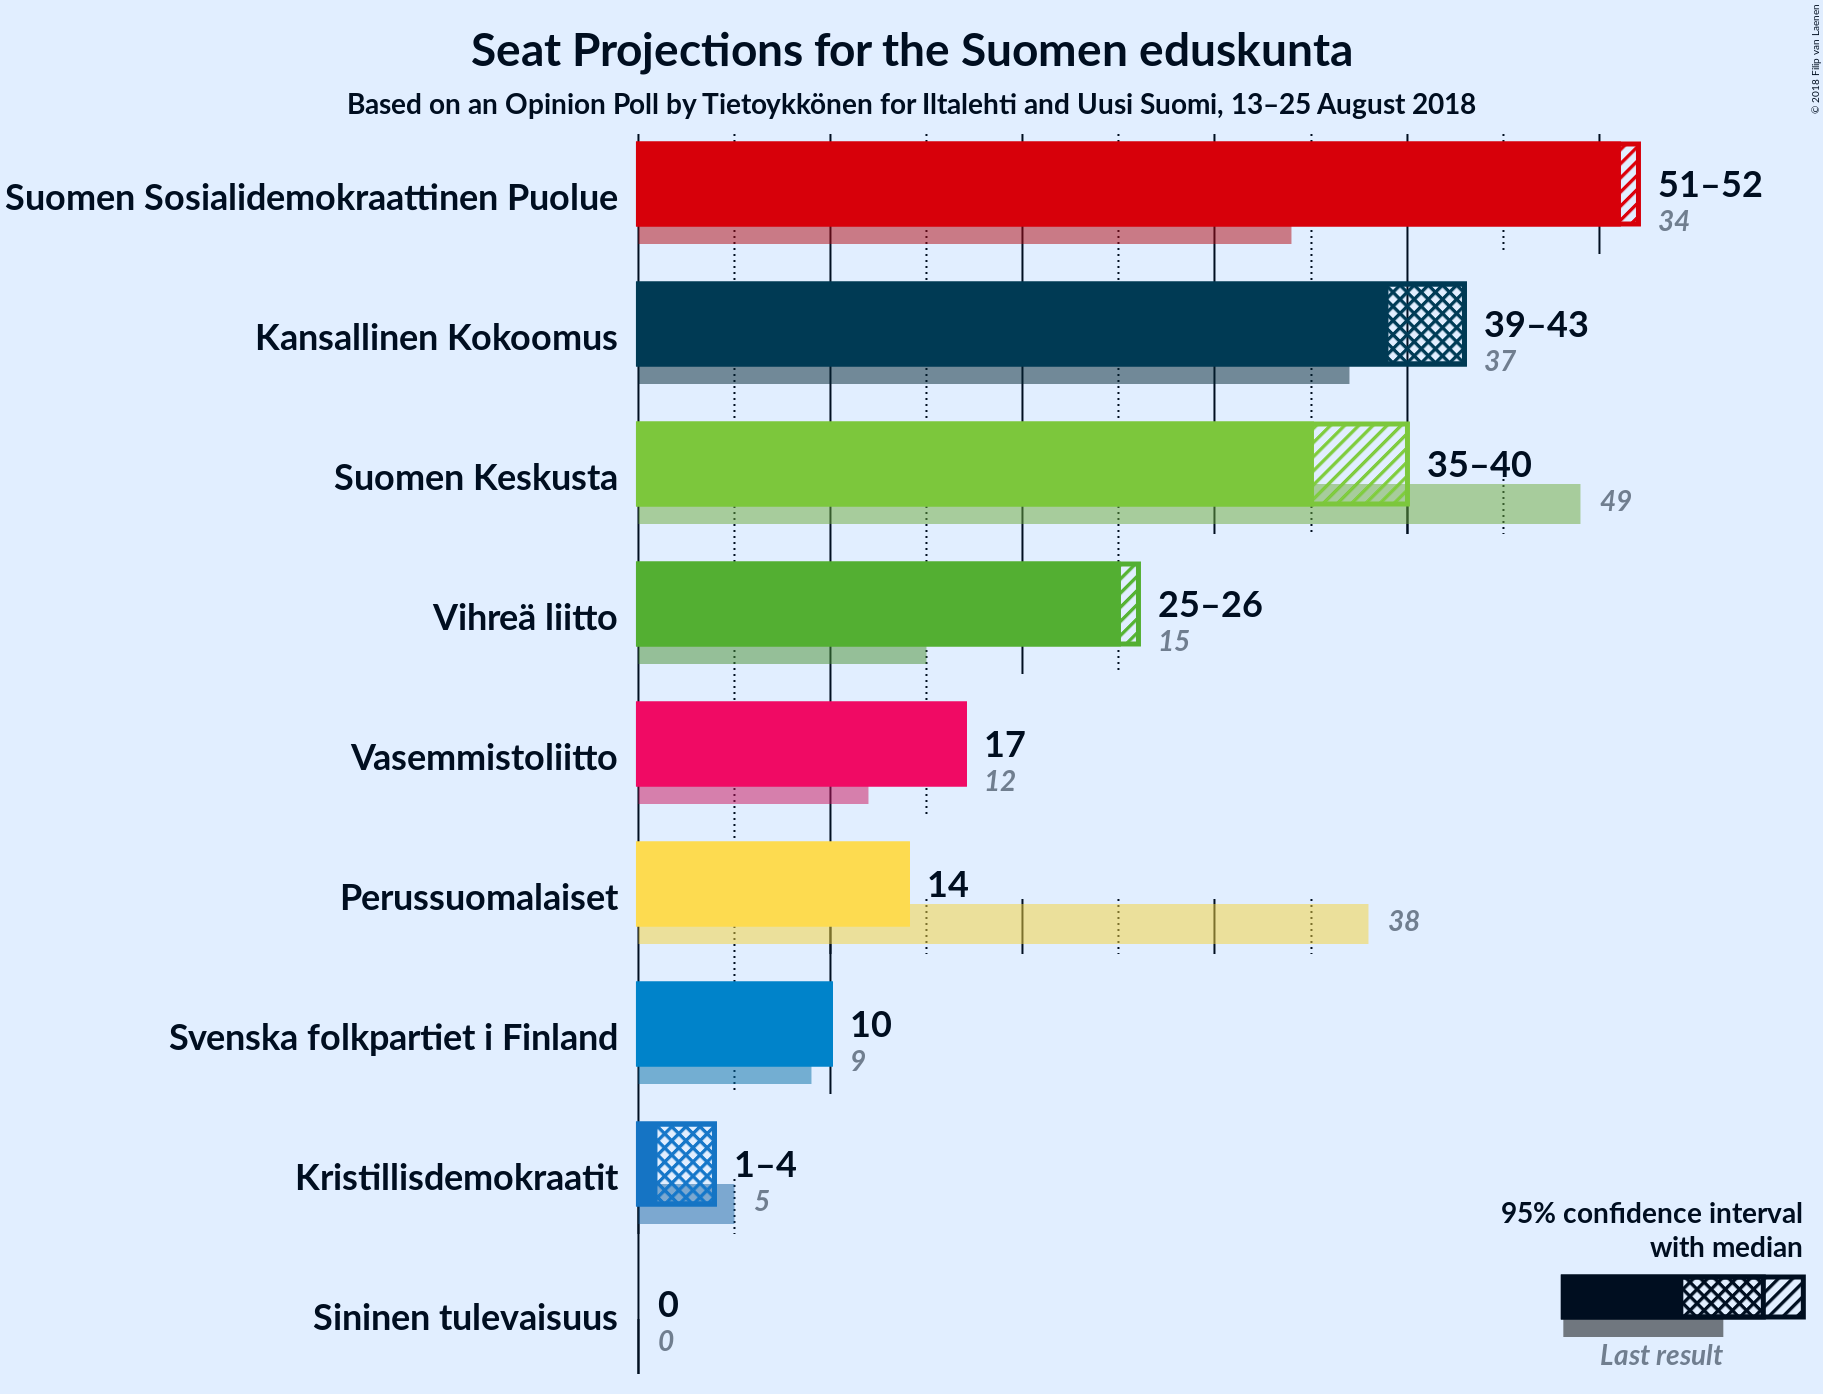 Seat Projections for the Suomen eduskunta
Based on an Opinion Poll by Tietoykkönen for Iltalehti and Uusi Suomi, 13–25 August 2018
© 2018 Filip van Laenen
Suomen Sosialidemokraattinen Puolue
51–52
34
Kansallinen Kokoomus
39–43
37
Suomen Keskusta
35–40
49
Vihreä liitto
25–26
15
Vasemmistoliitto
17
12
Perussuomalaiset
14
38
Svenska folkpartiet i Finland
10
9
Kristillisdemokraatit
1–4
5
Sininen tulevaisuus
0
0
95% confidence interval
with median
Last result